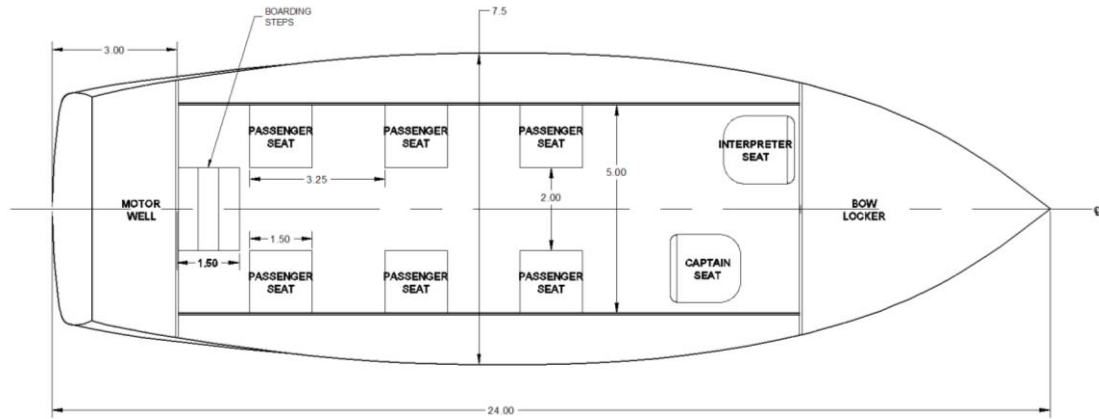 BOARDING
STEPS
7.5
3.00
PASSENGER
SEAT
PASSENGER
SEAT
PASSENGER
SEAT
INTERPRETER
SEAT
3.25
5.00
2.00
MOTOR
WELL
BOW
LOCKER
1.50
1.50
PASSENGER
SEAT
PASSENGER
SEAT
PASSENGER
SEAT
CAPTAIN
SEAT
24.00